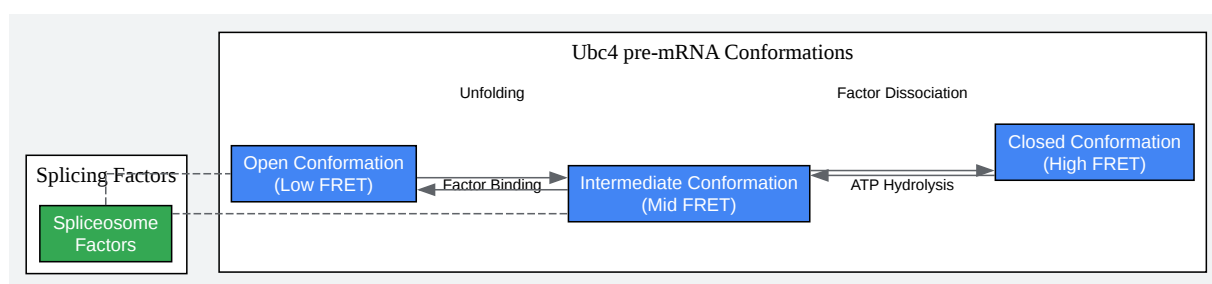 Ubc4 pre-mRNA Conformations
Unfolding
Factor Dissociation
Closed Conformation
(High FRET)
Open Conformation
(Low FRET)
Splicing Factors
Factor Binding
Intermediate Conformation
(Mid FRET)
ATP Hydrolysis
Spliceosome
Factors